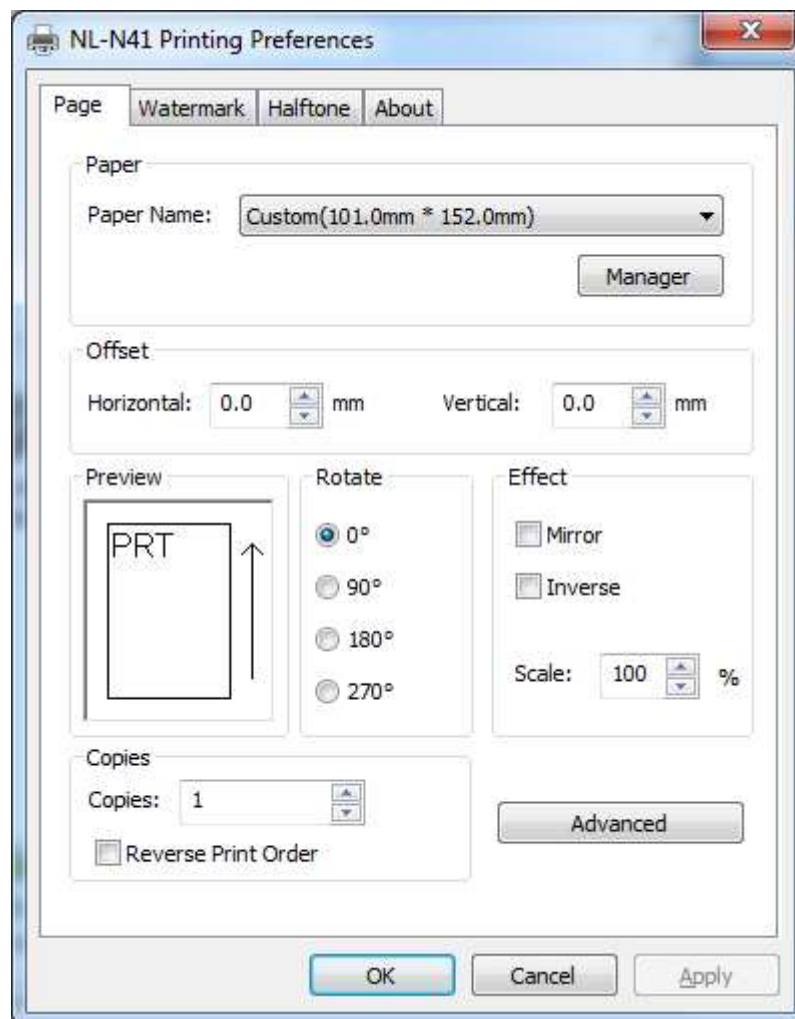 NL-N41 Printing Preferences
Page Watermark Halftone About
Paper
Paper Name: Custom(101.0mm * 152.0mm)
Manager
Offset
Horizontal: 0.0 mm Vertical: 0.0 mm
Preview Rotate Effect
PRT 0° Mirror
90° Inverse
180°
Scale: 100 %
270°
Copies
Copies: 1
Advanced
Reverse Print Order
OK Cancel Apply